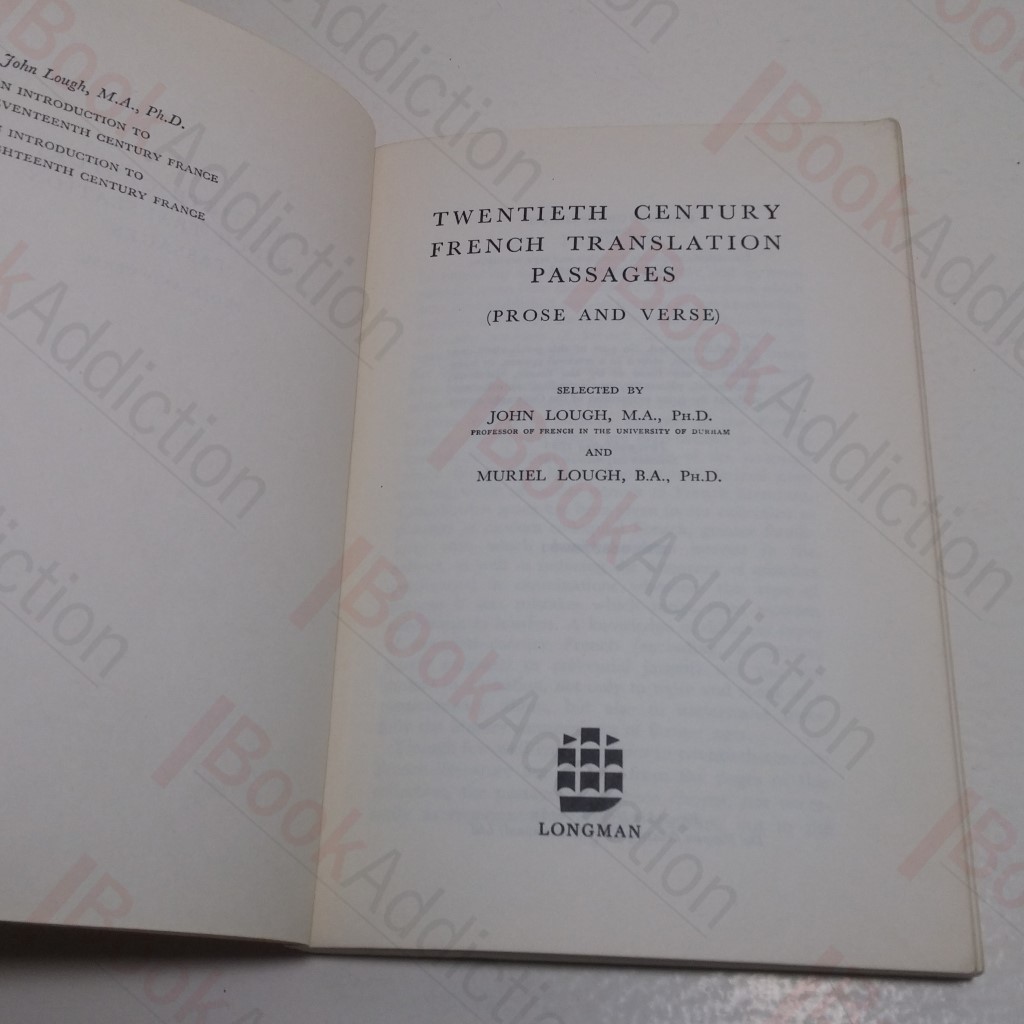 John Lough, M.A., Ph.D.
N INTRODUCTION TO
VENTEENTH CENTURY FRANCE
INTRODUCTION TO
GHTEENTH CENTURY FRANCE
TWENTIETH CENTURY
FRENCH TRANSLATION
PASSAGES
(PROSE AND VERSE)
SELECTED BY
JOHN LOUGH, M.A., PH.D.
PROFESSOR OF FRENCH IN THE UNIVERSITY OF DURHAM
AND
MURIEL LOUGH, B.A., PH.D.
LONGMAN
BookAddiction